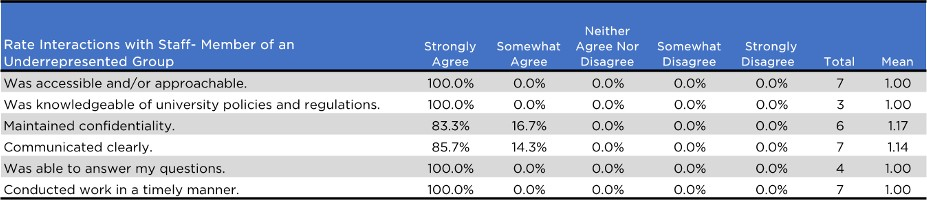 Rate Interactions with Staff- Member of an Underrepresented Group Strongly Agree Somewhat Agree Neither Agree Nor Disagree Somewhat Disagree Strongly Disagree Total Mean
Was accessible and/or approachable. 100.0% 0.0% 0.0% 0.0% 0.0% 7 1.00
Was knowledgeable of university policies and regulations. 100.0% 0.0% 0.0% 0.0% 0.0% 3 1.00
Maintained confidentiality. 83.3% 16.7% 0.0% 0.0% 0.0% 6 1.17
Communicated clearly. 85.7% 14.3% 0.0% 0.0% 0.0% 7 1.14
Was able to answer my questions. 100.0% 0.0% 0.0% 0.0% 0.0% 4 1.00
Conducted work in a timely manner. 100.0% 0.0% 0.0% 0.0% 0.0% 7 1.00